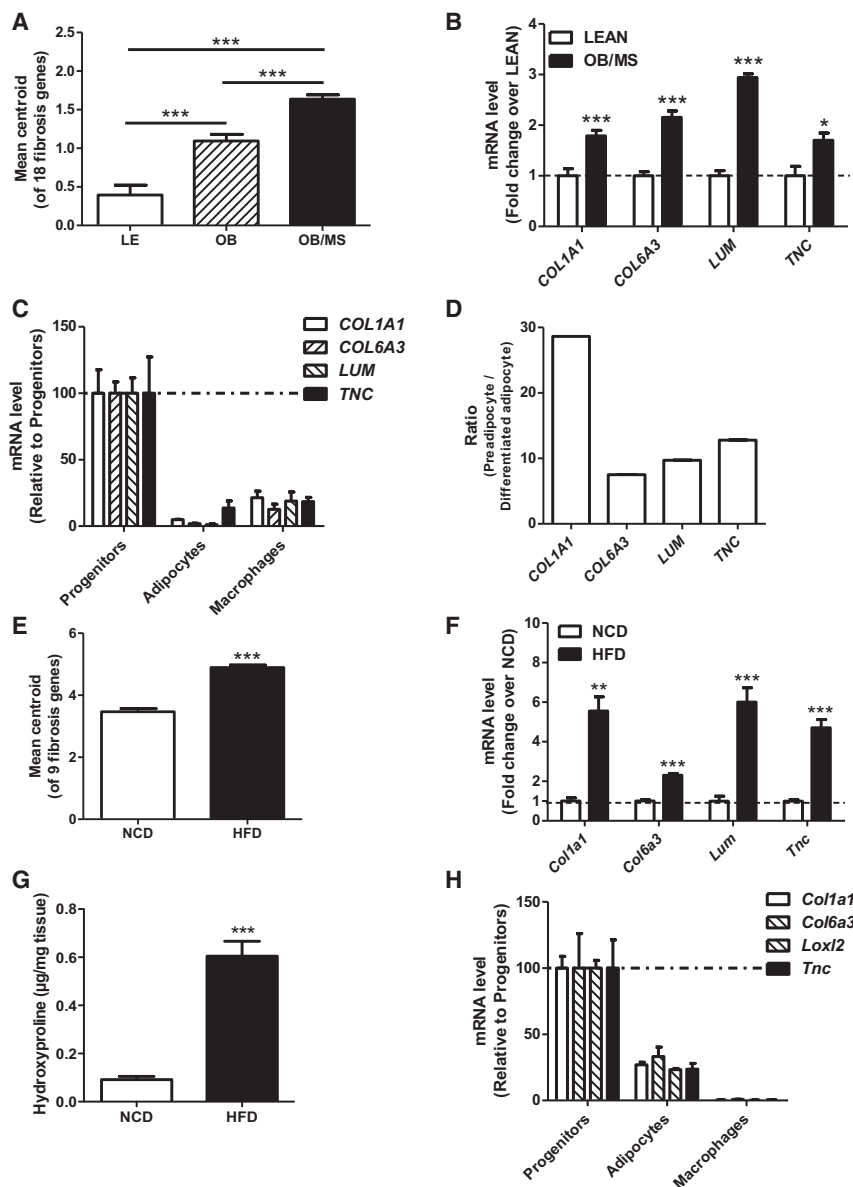 A
Mean centroid
(of 18 fibrosis genes)
2.5
2.0
1.5
1.0
0.5
0.0
***
***
***
LE
OB
OB/MS
B
LEAN
OB/MS
mRNA level
(Fold change over LEAN)
4
3
2
1
0
***
***
***
*
COL1A1
COL6A3
LUM
TNC
C
mRNA level
(Relative to Progenitors)
150
100
50
25
0
COL1A1
COL6A3
LUM
TNC
Progenitors
Adipocytes
Macrophages
D
Ratio
(Preadipocyte /
Differentiated adipocyte)
30
20
10
0
COL1A1
COL6A3
LUM
TNC
E
Mean centroid
(of 9 fibrosis genes)
6
4
2
0
***
NCD
HFD
F
NCD
HFD
mRNA level
(Fold change over NCD)
10
8
6
4
2
1
0
**
***
***
***
Col1a1
Col6a3
Lum
Tnc
G
Hydroxyproline (µg/mg tissue)
0.8
0.6
0.4
0.2
0.0
***
NCD
HFD
H
mRNA level
(Relative to Progenitors)
150
100
50
25
0
Col1a1
Col6a3
Loxl2
Tnc
Progenitors
Adipocytes
Macrophages